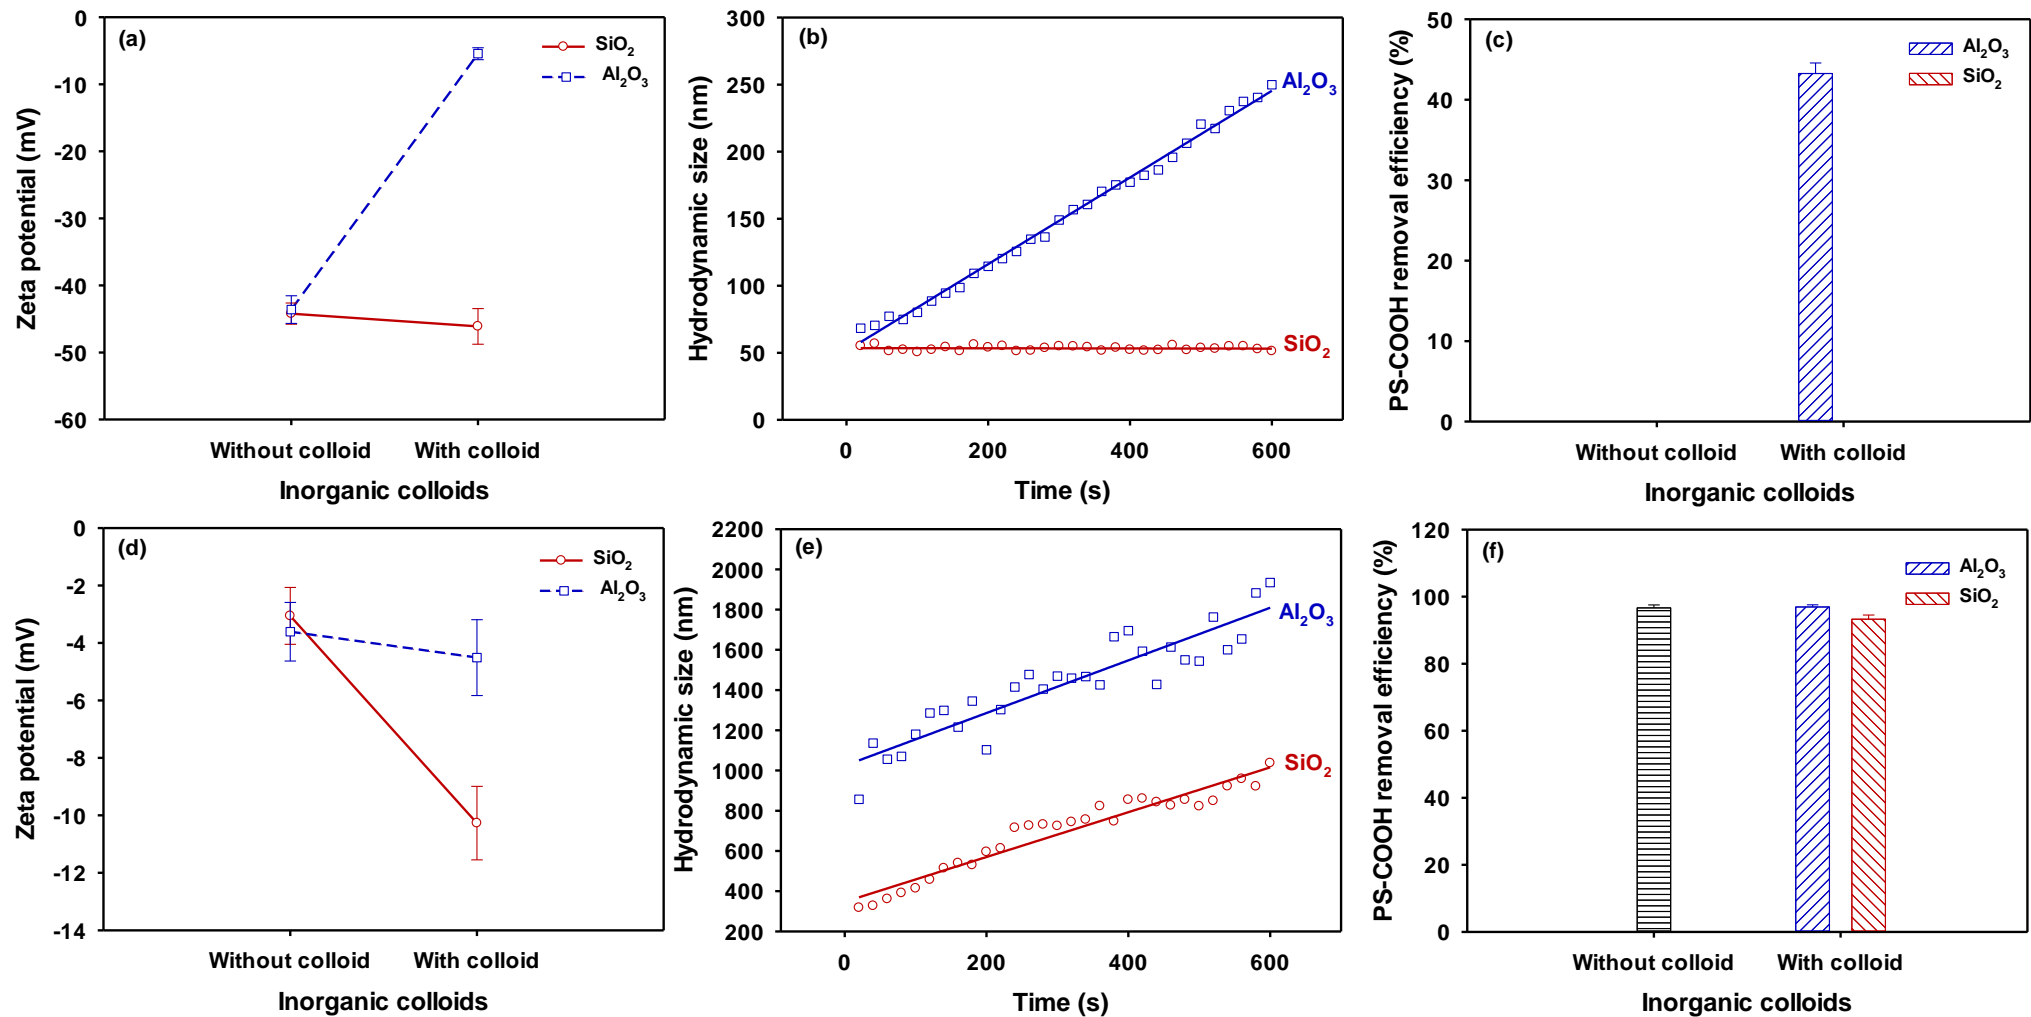 (a)
SiO2
Al2O3
0
-10
-20
-30
-40
-50
-60
Zeta potential (mV)
Without colloid
With colloid
Inorganic colloids
(b)
300
250
200
150
100
50
0
Hydrodynamic size (nm)
Al2O3
SiO2
0
200
400
600
Time (s)
(c)
Al2O3
SiO2
50
40
30
20
10
0
PS-COOH removal efficiency (%)
Without colloid
With colloid
Inorganic colloids
(d)
SiO2
Al2O3
0
-2
-4
-6
-8
-10
-12
-14
Zeta potential (mV)
Without colloid
With colloid
Inorganic colloids
(e)
2200
2000
1800
1600
1400
1200
1000
800
600
400
200
Hydrodynamic size (nm)
Al2O3
SiO2
0
200
400
600
Time (s)
(f)
Al2O3
SiO2
120
100
80
60
40
20
0
PS-COOH removal efficiency (%)
Without colloid
With colloid
Inorganic colloids